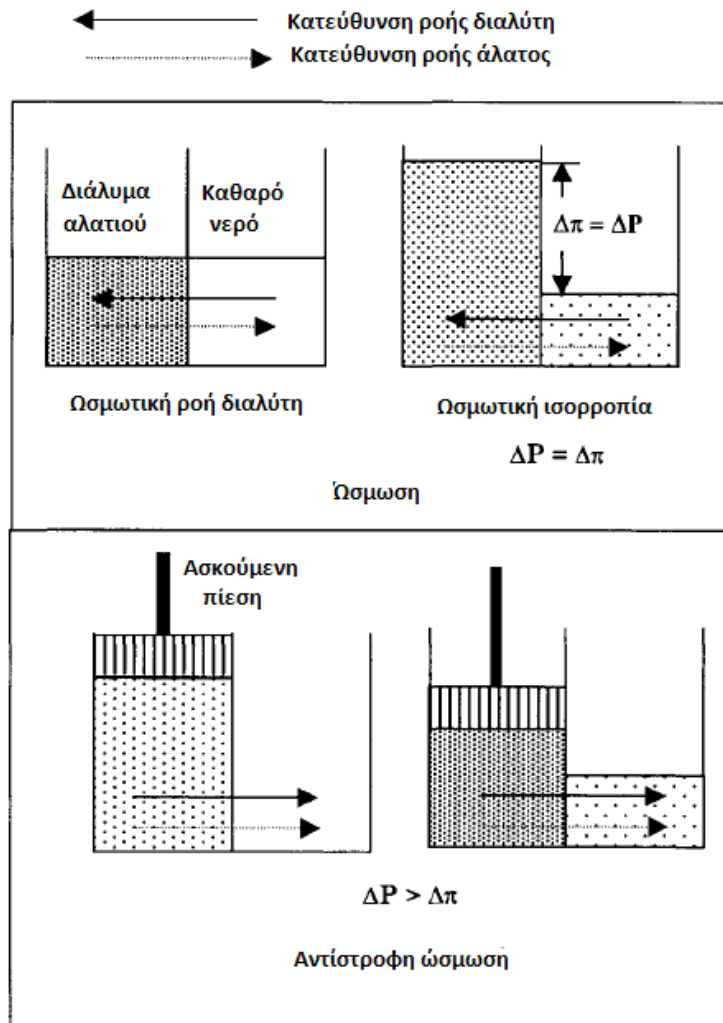 Κατεύθυνση ροής διαλύτη
Κατεύθυνση ροής άλατος
Διάλυμα
αλατιού
Καθαρό
νερό
Δπ = ΔP
Ωσμωτική ροή διαλύτη
Ωσμωτική ισορροπία
ΔP = Δπ
Ώσμωση
Ασκούμενη
πίεση
ΔP > Δπ
Αντίστροφη ώσμωση